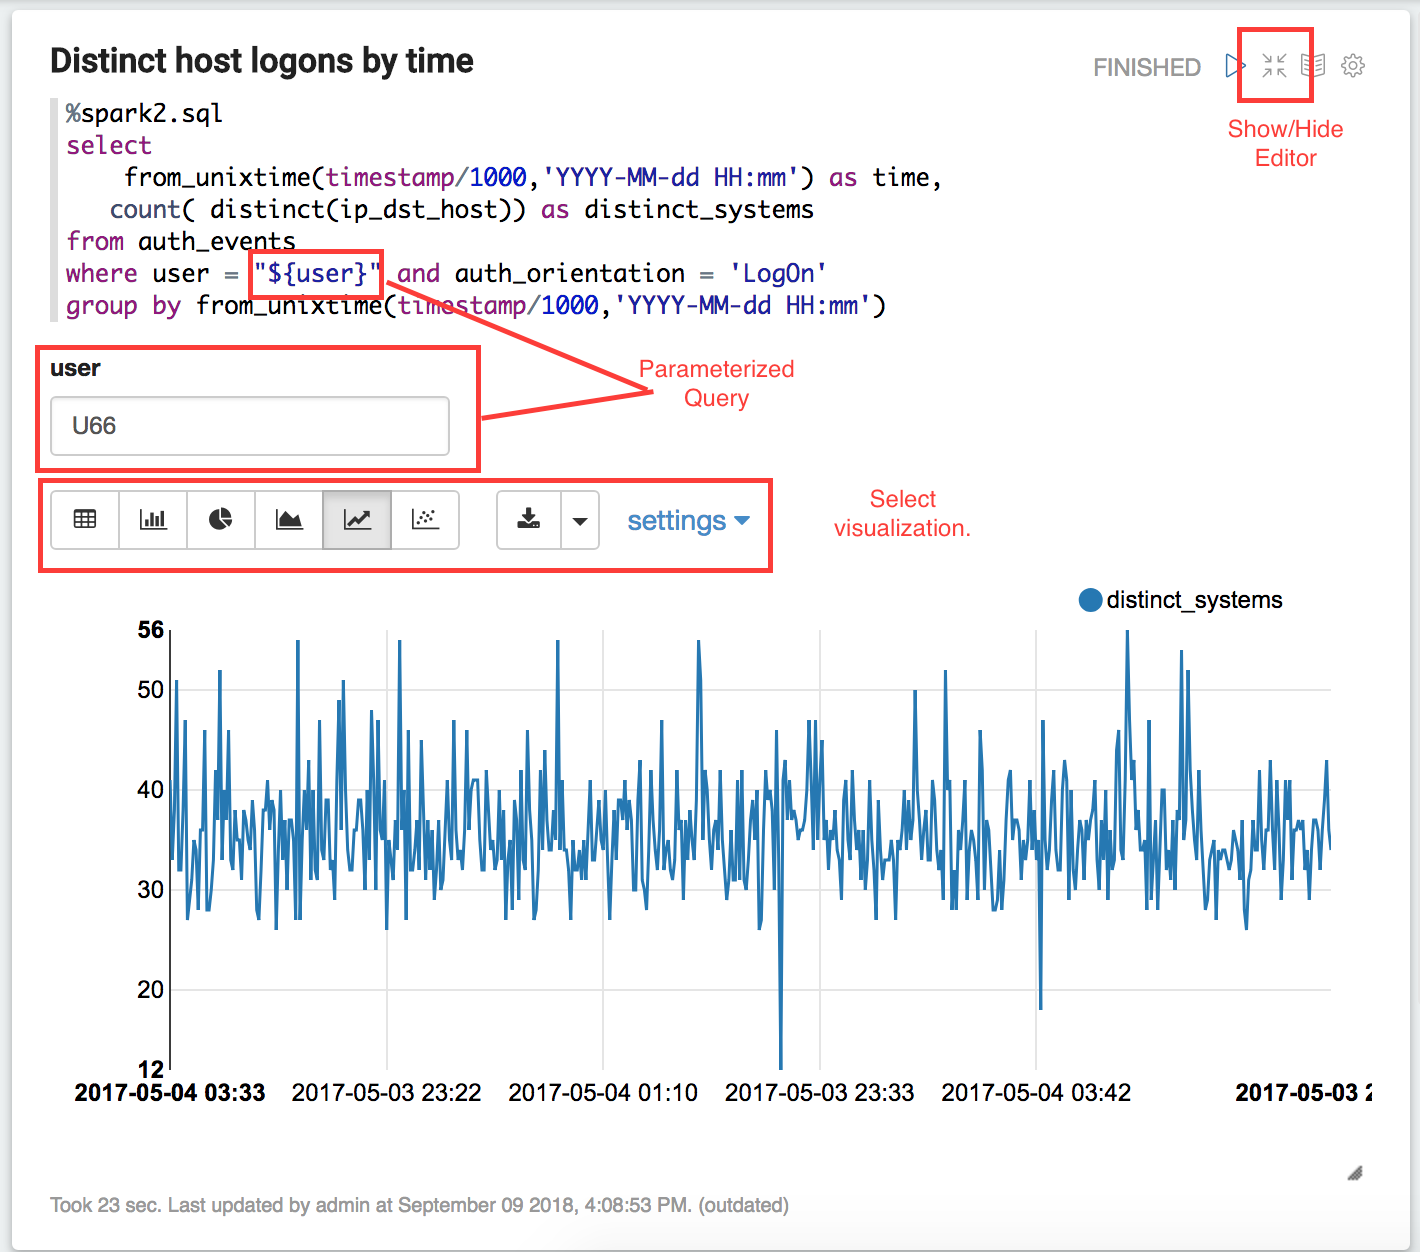 Distinct host logons by time
FINISHED
Show/Hide
Editor
%spark2.sql
select
from_unixtime(timestamp/1000,'YYYY-MM-dd HH:mm') as time,
count( distinct(ip_dst_host)) as distinct_systems
from auth_events
where user = "${user}" and auth_orientation = 'LogOn'
group by from_unixtime(timestamp/1000,'YYYY-MM-dd HH:mm')
Parameterized
Query
user
U66
settings
Select
visualization.
distinct_systems
56
50
40
30
20
12
2017-05-04 03:33 2017-05-03 23:22 2017-05-04 01:10 2017-05-03 23:33 2017-05-04 03:42 2017-05-03 2
Took 23 sec. Last updated by admin at September 09 2018, 4:08:53 PM. (outdated)